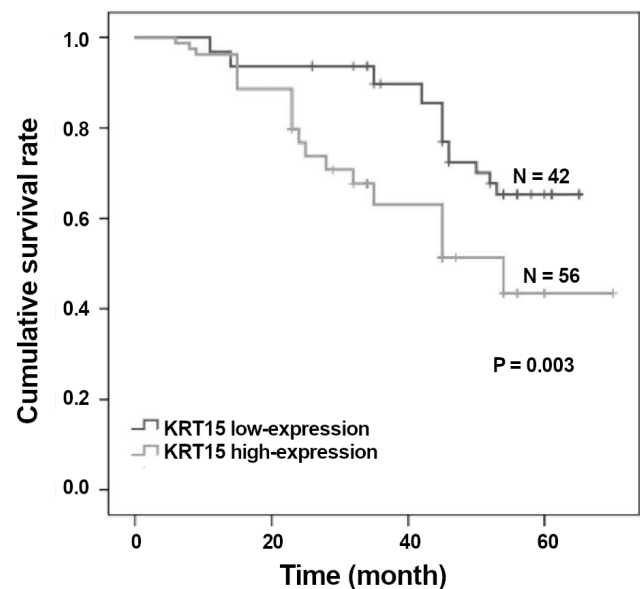 Cumulative survival rate
1.0
0.8
0.6
0.4
0.2
0.0
N = 42
N = 56
P = 0.003
KRT15 low-expression
KRT15 high-expression
0 20 40 60
Time (month)